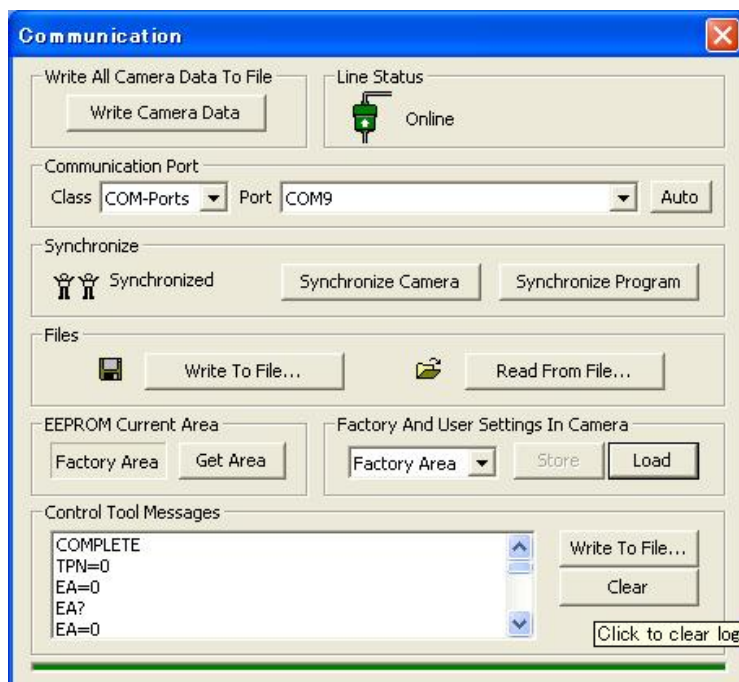 Communication
Write All Camera Data To File
Write Camera Data
Line Status
Online
Communication Port
Class COM-Ports Port COM9 Auto
Synchronize
Synchronized Synchronize Camera Synchronize Program
Files
Write To File... Read From File...
EEPROM Current Area
Factory Area Get Area
Factory And User Settings In Camera
Factory Area Store Load
Control Tool Messages
COMPLETE
TPN=0
EA=0
EA?
EA=0
Write To File...
Clear
Click to clear log